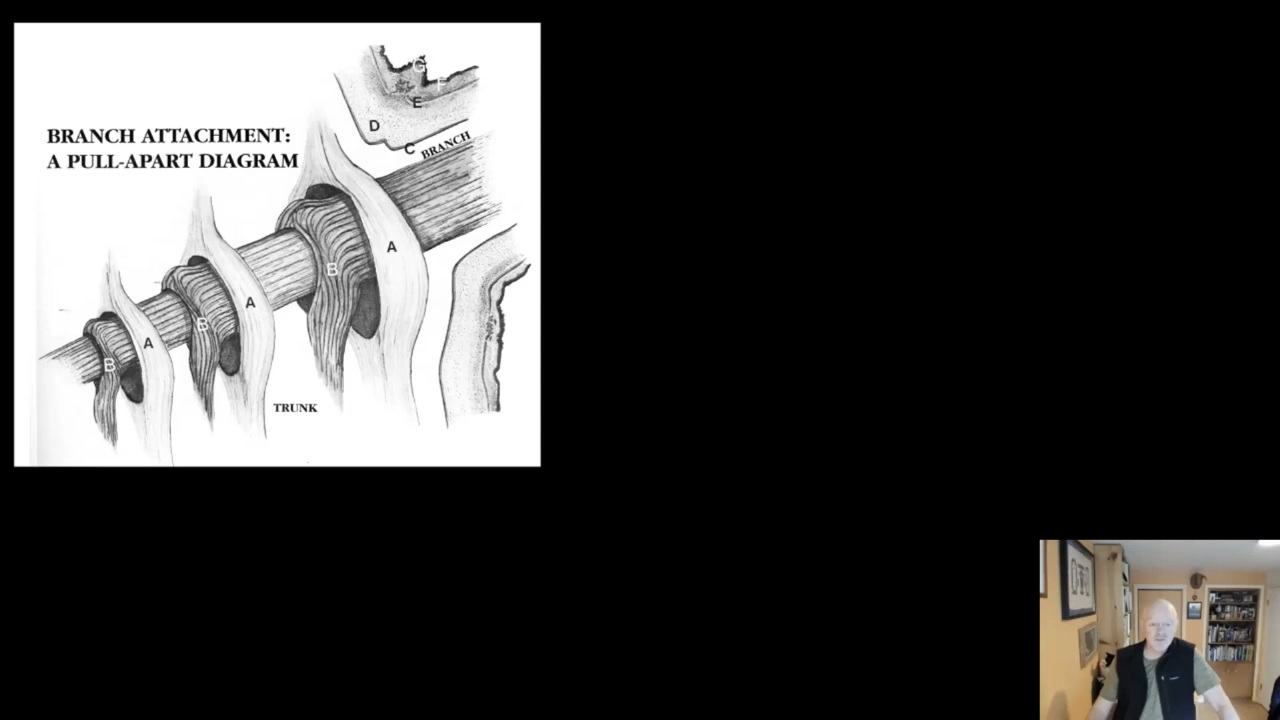 BRANCH ATTACHMENT:
A PULL-APART DIAGRAM
G
F
E
D
C
BRANCH
A
B
A
B
A
B
TRUNK